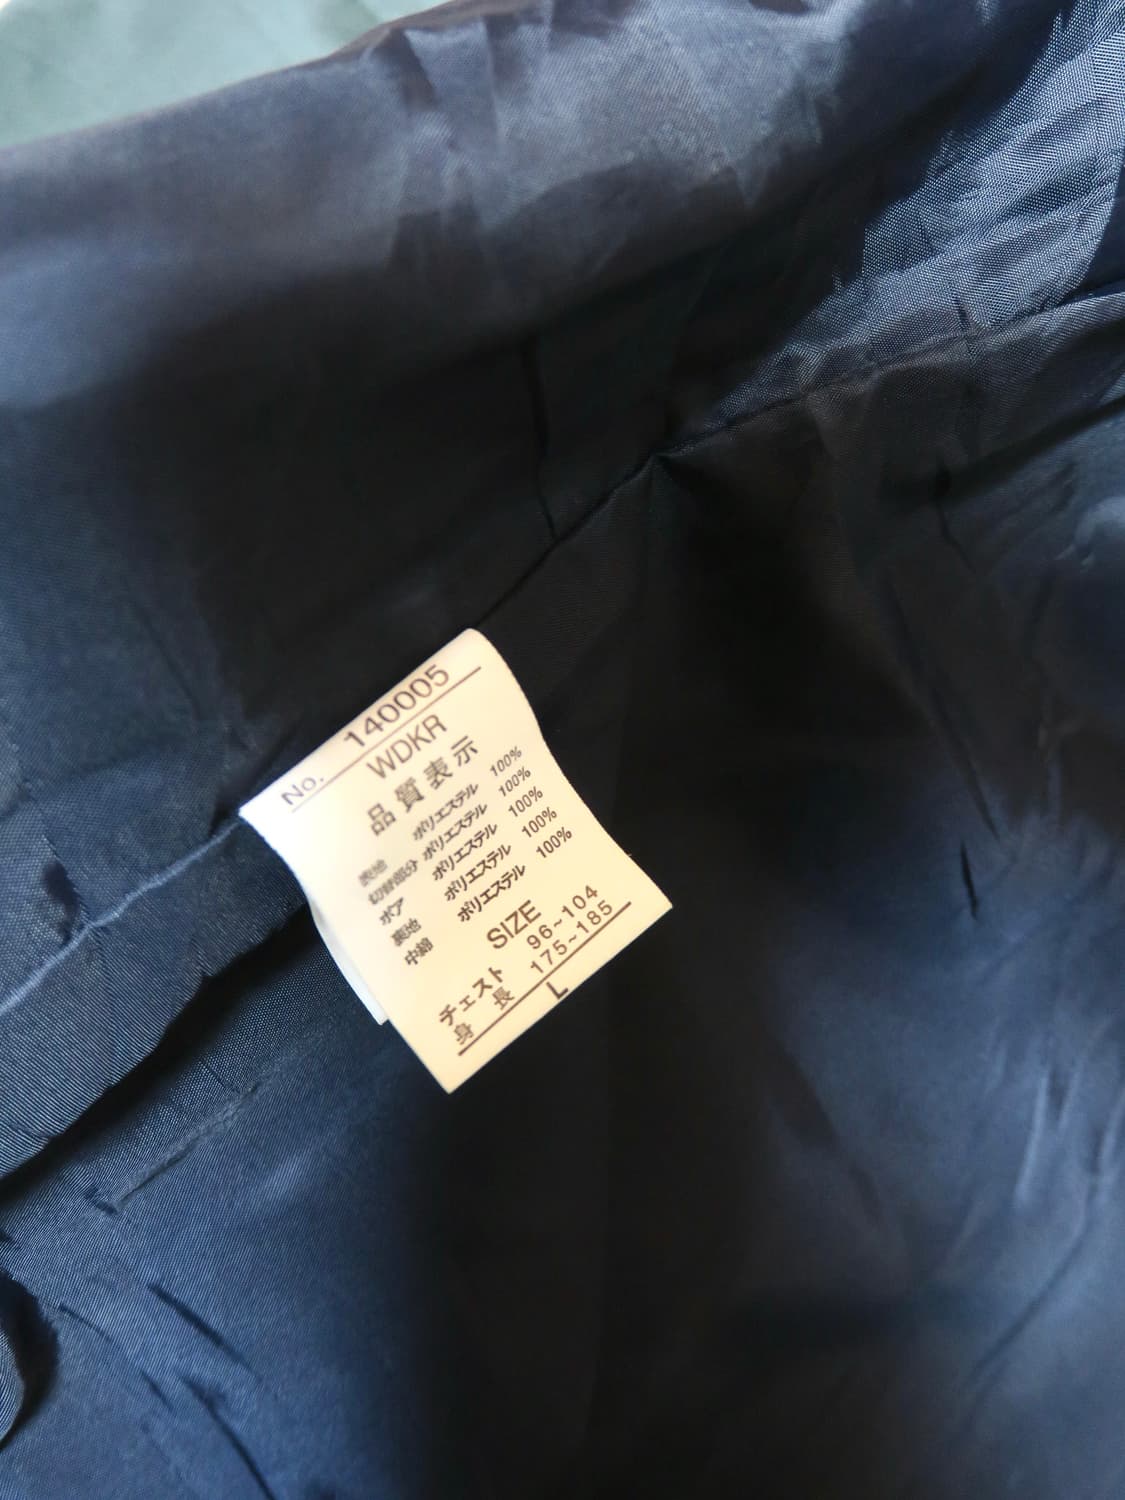 No. 140005
WDKR
品質表示
表地 ポリエステル 100%
切替部分 ポリエステル 100%
ボア ポリエステル 100%
裏地 ポリエステル 100%
中綿 ポリエステル 100%
SIZE
チェスト 96~104
身長 175~185
L